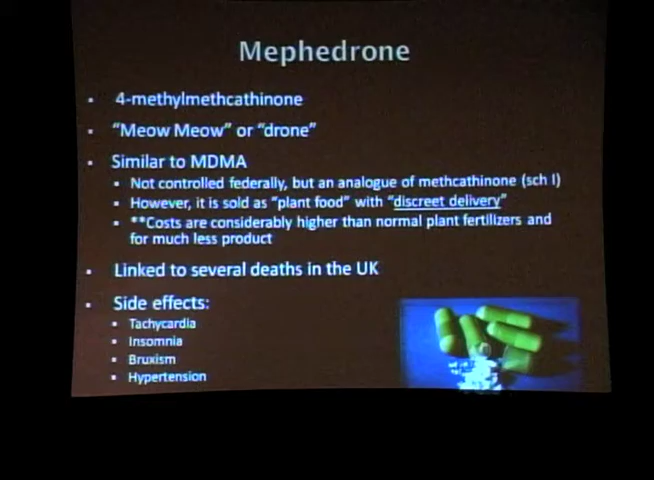 Mephedrone
▪ 4-methylmethcathinone
▪ "Meow Meow" or "drone"
▪ Similar to MDMA
▪ Not controlled federally, but an analogue of methcathinone (sch I)
▪ However, it is sold as "plant food" with "discreet delivery"
▪ **Costs are considerably higher than normal plant fertilizers and
for much less product
▪ Linked to several deaths in the UK
▪ Side effects:
▪ Tachycardia
▪ Insomnia
▪ Bruxism
▪ Hypertension